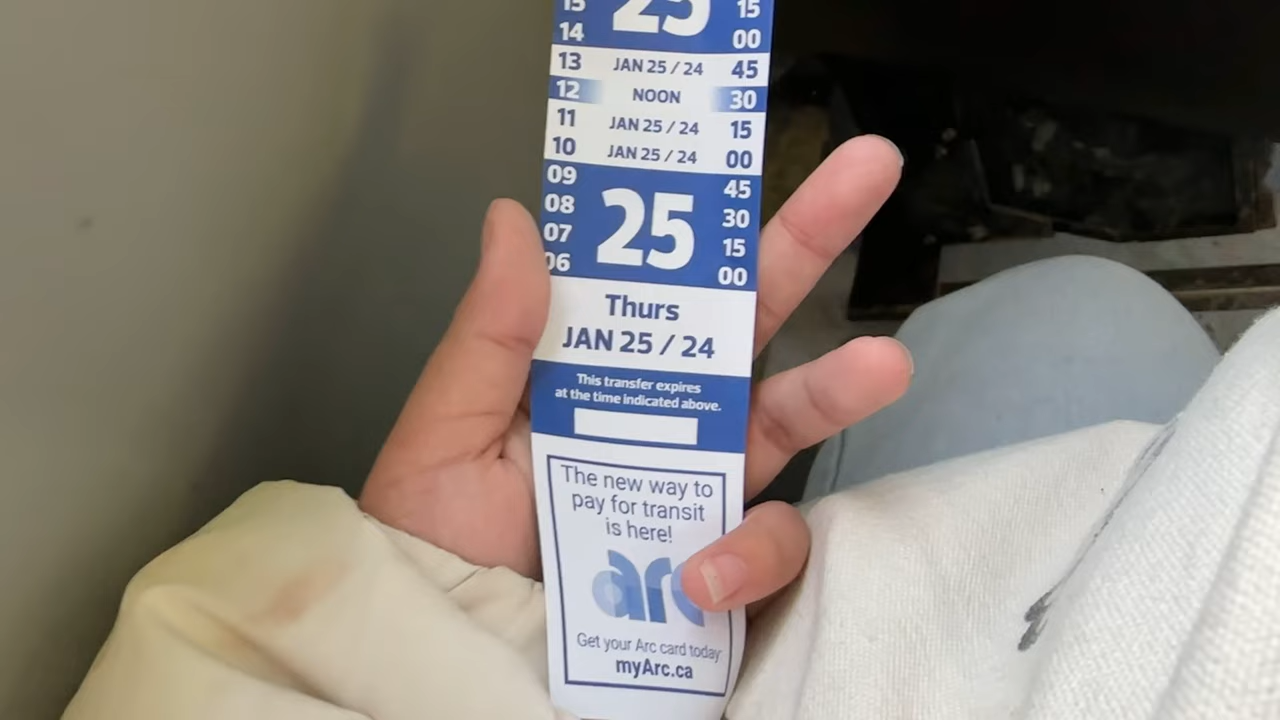 15 25 15
14 00
13 JAN 25 / 24 45
12 NOON 30
11 JAN 25 / 24 15
10 JAN 25 / 24 00
09 45
08 25 30
07 15
06 00
Thurs
JAN 25 / 24
This transfer expires
at the time indicated above.
The new way to
pay for transit
is here!
arc
Get your Arc card today
myArc.ca